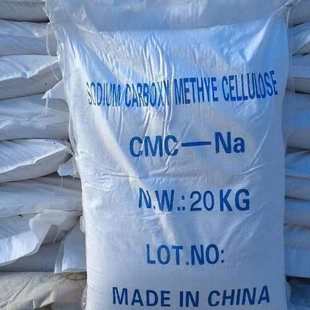 SODIUM CARBOXY METHYE CELLULOSE
CMC—Na
N.W.:20KG
LOT.NO:
MADE IN CHINA